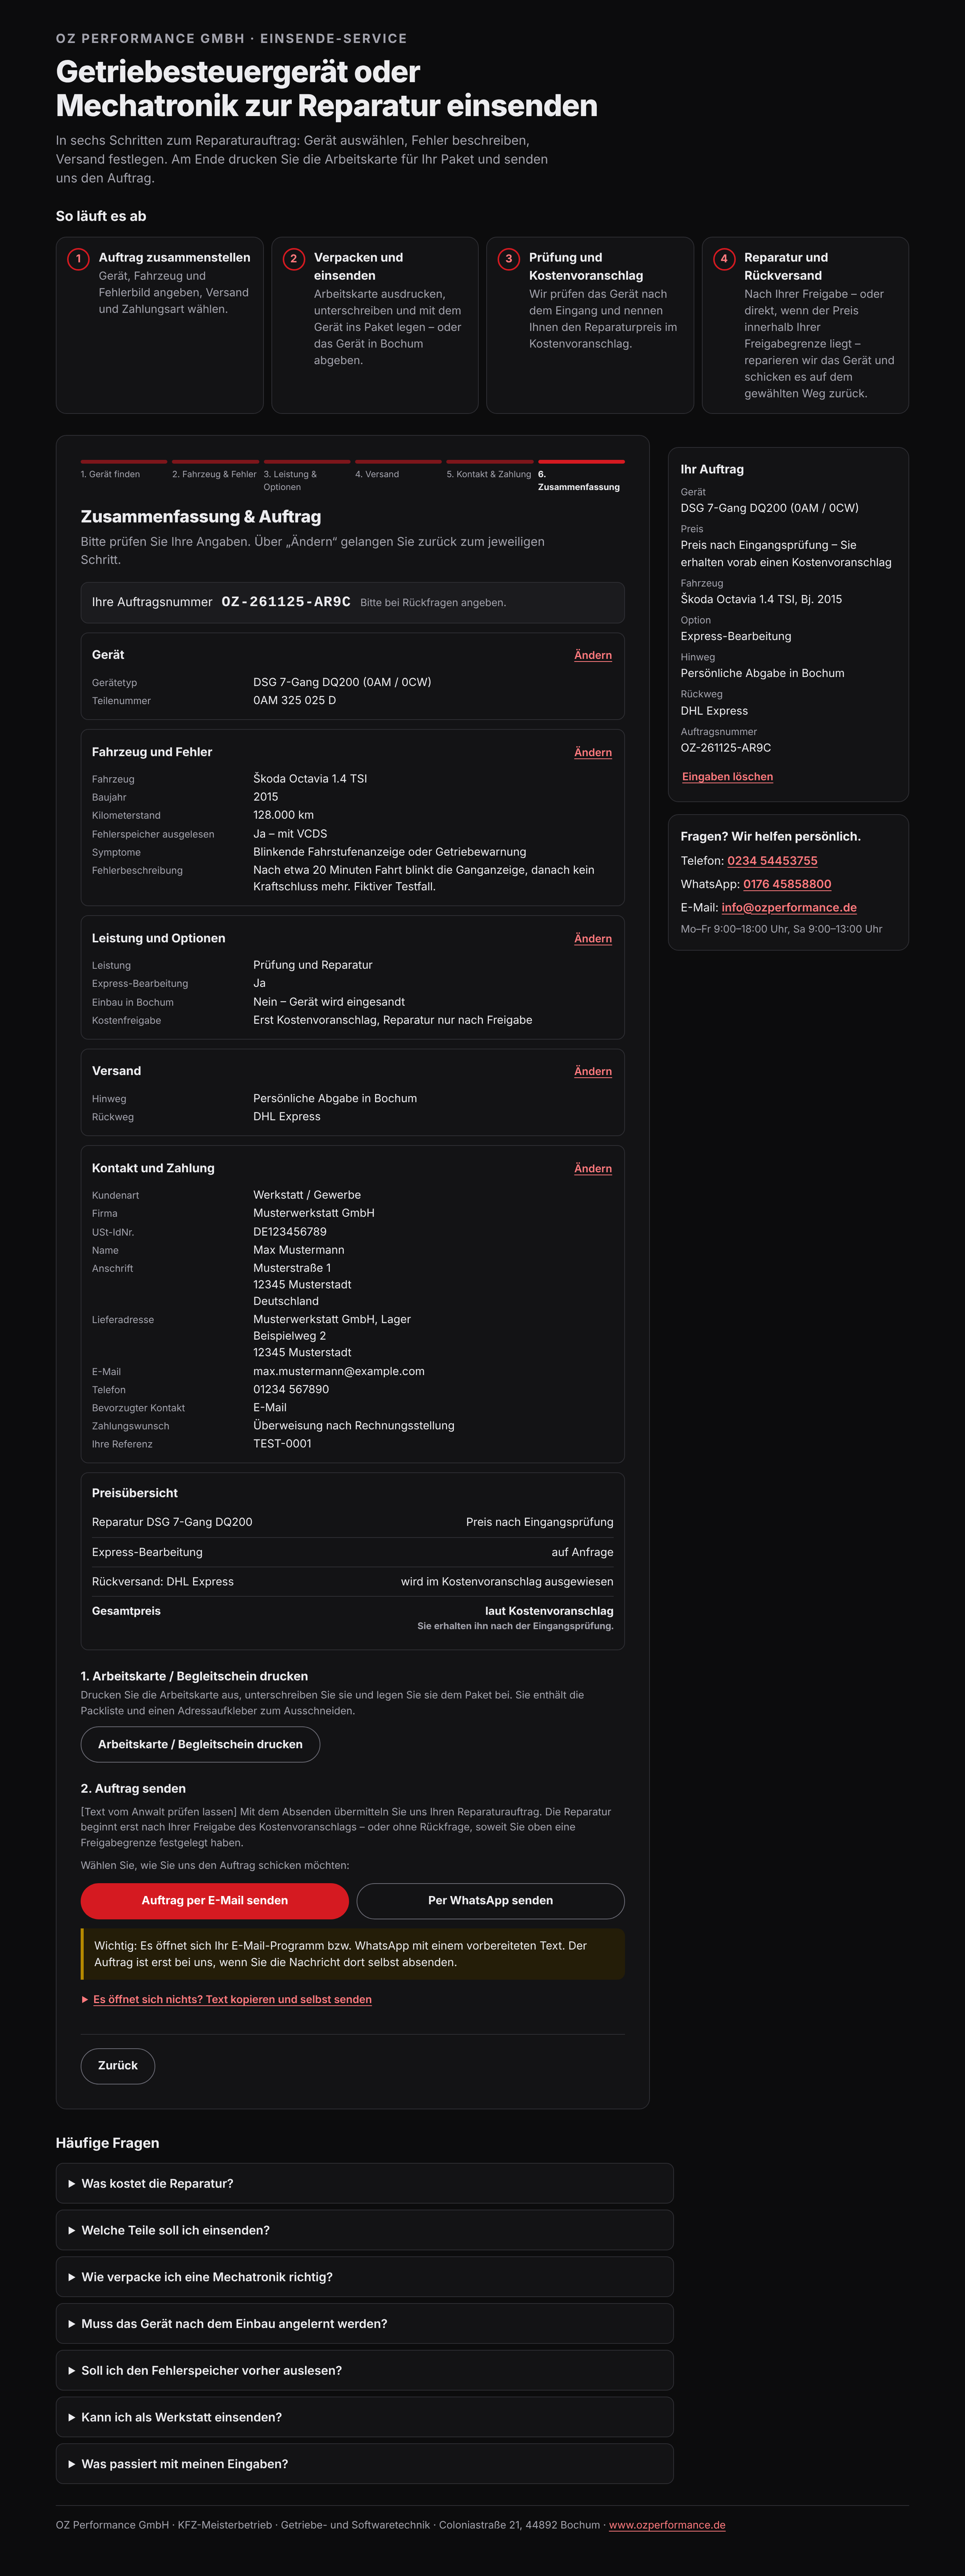 OZ PERFORMANCE GMBH · EINSENDE-SERVICE
Getriebesteuergerät oder
Mechatronik zur Reparatur einsenden
In sechs Schritten zum Reparaturauftrag: Gerät auswählen, Fehler beschreiben,
Versand festlegen. Am Ende drucken Sie die Arbeitskarte für Ihr Paket und senden
uns den Auftrag.
So läuft es ab
1
Auftrag zusammenstellen
Gerät, Fahrzeug und
Fehlerbild angeben, Versand
und Zahlungsart wählen.
2
Verpacken und
einsenden
Arbeitskarte ausdrucken,
unterschreiben und mit dem
Gerät ins Paket legen – oder
das Gerät in Bochum
abgeben.
3
Prüfung und
Kostenvoranschlag
Wir prüfen das Gerät nach
dem Eingang und nennen
Ihnen den Reparaturpreis im
Kostenvoranschlag.
4
Reparatur und
Rückversand
Nach Ihrer Freigabe – oder
direkt, wenn der Preis
innerhalb Ihrer
Freigabegrenze liegt –
reparieren wir das Gerät und
schicken es auf dem
gewählten Weg zurück.
1. Gerät finden
2. Fahrzeug & Fehler
3. Leistung &
Optionen
4. Versand
5. Kontakt & Zahlung
6.
Zusammenfassung
Zusammenfassung & Auftrag
Bitte prüfen Sie Ihre Angaben. Über „Ändern“ gelangen Sie zurück zum jeweiligen
Schritt.
Ihre Auftragsnummer OZ-261125-AR9C Bitte bei Rückfragen angeben.
Gerät Ändern
Gerätetyp DSG 7-Gang DQ200 (0AM / 0CW)
Teilenummer 0AM 325 025 D
Fahrzeug und Fehler Ändern
Fahrzeug Škoda Octavia 1.4 TSI
Baujahr 2015
Kilometerstand 128.000 km
Fehlerspeicher ausgelesen Ja – mit VCDS
Symptome Blinkende Fahrstufenanzeige oder Getriebewarnung
Fehlerbeschreibung Nach etwa 20 Minuten Fahrt blinkt die Ganganzeige, danach kein
Kraftschluss mehr. Fiktiver Testfall.
Leistung und Optionen Ändern
Leistung Prüfung und Reparatur
Express-Bearbeitung Ja
Einbau in Bochum Nein – Gerät wird eingesandt
Kostenfreigabe Erst Kostenvoranschlag, Reparatur nur nach Freigabe
Versand Ändern
Hinweg Persönliche Abgabe in Bochum
Rückweg DHL Express
Kontakt und Zahlung Ändern
Kundenart Werkstatt / Gewerbe
Firma Musterwerkstatt GmbH
USt-IdNr. DE123456789
Name Max Mustermann
Anschrift Musterstraße 1
12345 Musterstadt
Deutschland
Lieferadresse Musterwerkstatt GmbH, Lager
Beispielweg 2
12345 Musterstadt
E-Mail max.mustermann@example.com
Telefon 01234 567890
Bevorzugter Kontakt E-Mail
Zahlungswunsch Überweisung nach Rechnungsstellung
Ihre Referenz TEST-0001
Preisübersicht
Reparatur DSG 7-Gang DQ200 Preis nach Eingangsprüfung
Express-Bearbeitung auf Anfrage
Rückversand: DHL Express wird im Kostenvoranschlag ausgewiesen
Gesamtpreis laut Kostenvoranschlag
Sie erhalten ihn nach der Eingangsprüfung.
1. Arbeitskarte / Begleitschein drucken
Drucken Sie die Arbeitskarte aus, unterschreiben Sie sie und legen Sie sie dem Paket bei. Sie enthält die
Packliste und einen Adressaufkleber zum Ausschneiden.
Arbeitskarte / Begleitschein drucken
2. Auftrag senden
[Text vom Anwalt prüfen lassen] Mit dem Absenden übermitteln Sie uns Ihren Reparaturauftrag. Die Reparatur
beginnt erst nach Ihrer Freigabe des Kostenvoranschlags – oder ohne Rückfrage, soweit Sie oben eine
Freigabegrenze festgelegt haben.
Wählen Sie, wie Sie uns den Auftrag schicken möchten:
Auftrag per E-Mail senden
Per WhatsApp senden
Wichtig: Es öffnet sich Ihr E-Mail-Programm bzw. WhatsApp mit einem vorbereiteten Text. Der
Auftrag ist erst bei uns, wenn Sie die Nachricht dort selbst absenden.
Es öffnet sich nichts? Text kopieren und selbst senden
Zurück
Ihr Auftrag
Gerät
DSG 7-Gang DQ200 (0AM / 0CW)
Preis
Preis nach Eingangsprüfung – Sie
erhalten vorab einen Kostenvoranschlag
Fahrzeug
Škoda Octavia 1.4 TSI, Bj. 2015
Option
Express-Bearbeitung
Hinweg
Persönliche Abgabe in Bochum
Rückweg
DHL Express
Auftragsnummer
OZ-261125-AR9C
Eingaben löschen
Fragen? Wir helfen persönlich.
Telefon: 0234 54453755
WhatsApp: 0176 45858800
E-Mail: info@ozperformance.de
Mo–Fr 9:00–18:00 Uhr, Sa 9:00–13:00 Uhr
Häufige Fragen
Was kostet die Reparatur?
Welche Teile soll ich einsenden?
Wie verpacke ich eine Mechatronik richtig?
Muss das Gerät nach dem Einbau angelernt werden?
Soll ich den Fehlerspeicher vorher auslesen?
Kann ich als Werkstatt einsenden?
Was passiert mit meinen Eingaben?
OZ Performance GmbH · KFZ-Meisterbetrieb · Getriebe- und Softwaretechnik · Coloniastraße 21, 44892 Bochum · www.ozperformance.de